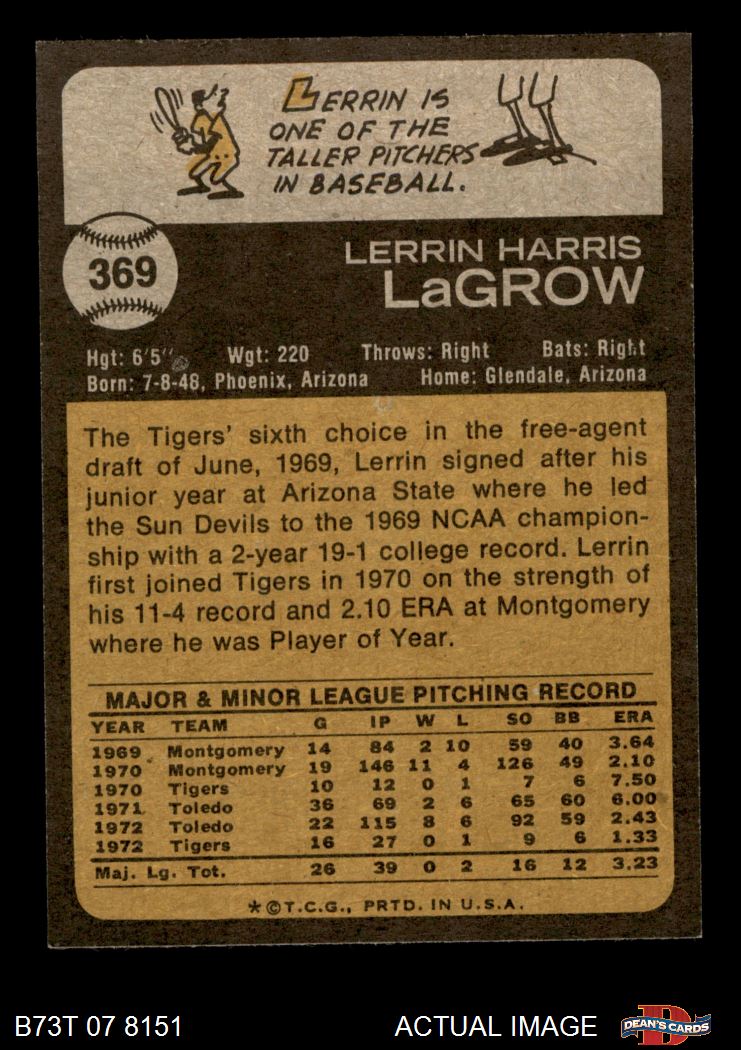 LERRIN IS
ONE OF THE
TALLER PITCHERS
IN BASEBALL.
369
LERRIN HARRIS
LaGROW
Hgt: 6'5" Wgt: 220 Throws: Right Bats: Right
Born: 7-8-48, Phoenix, Arizona Home: Glendale, Arizona
The Tigers' sixth choice in the free-agent
draft of June, 1969, Lerrin signed after his
junior year at Arizona State where he led
the Sun Devils to the 1969 NCAA champion-
ship with a 2-year 19-1 college record. Lerrin
first joined Tigers in 1970 on the strength of
his 11-4 record and 2.10 ERA at Montgomery
where he was Player of Year.
MAJOR & MINOR LEAGUE PITCHING RECORD
YEAR TEAM G IP W L SO BB ERA
1969 Montgomery 14 84 2 10 59 40 3.64
1970 Montgomery 19 146 11 4 126 49 2.10
1970 Tigers 10 12 0 1 7 6 7.50
1971 Toledo 36 69 2 6 65 60 6.00
1972 Toledo 22 115 8 6 92 59 2.43
1972 Tigers 16 27 0 1 9 6 1.33
Maj. Lg. Tot. 26 39 0 2 16 12 3.23
*©T.C.G., PRTD. IN U.S.A.
B73T 07 8151 ACTUAL IMAGE
D
DEAN'S CARDS